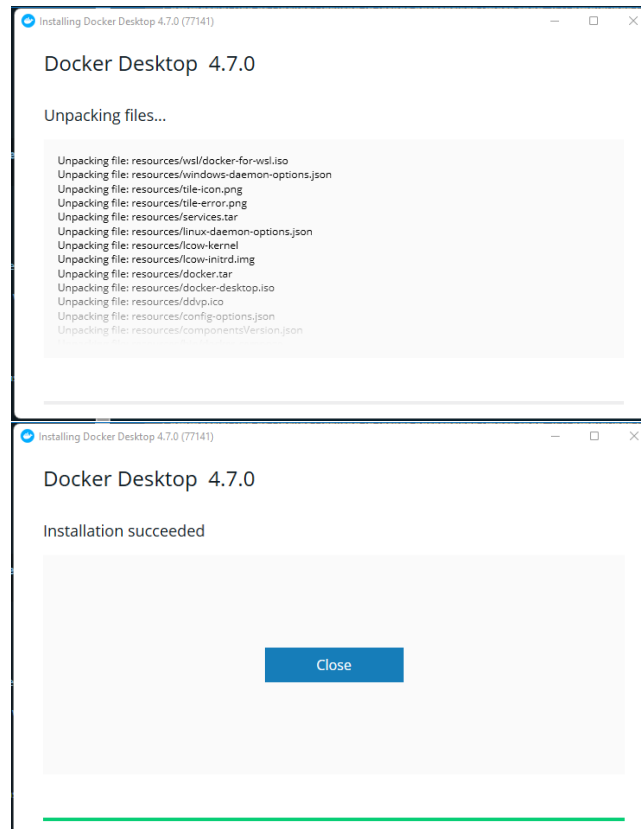 Installing Docker Desktop 4.7.0 (77141)
Docker Desktop 4.7.0
Unpacking files...
Unpacking file: resources/wsl/docker-for-wsl.iso
Unpacking file: resources/windows-daemon-options.json
Unpacking file: resources/tile-icon.png
Unpacking file: resources/tile-error.png
Unpacking file: resources/services.tar
Unpacking file: resources/linux-daemon-options.json
Unpacking file: resources/lcow-kernel
Unpacking file: resources/lcow-initrd.img
Unpacking file: resources/docker.tar
Unpacking file: resources/docker-desktop.iso
Unpacking file: resources/ddvp.ico
Unpacking file: resources/config-options.json
Unpacking file: resources/componentsVersion.json
Installing Docker Desktop 4.7.0 (77141)
Docker Desktop 4.7.0
Installation succeeded
Close